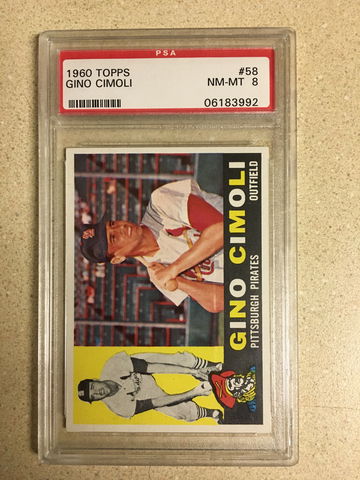 PSA
1960 TOPPS #58
GINO CIMOLI NM-MT 8
06183992
GINO CIMOLI
PITTSBURGH PIRATES OUTFIELD